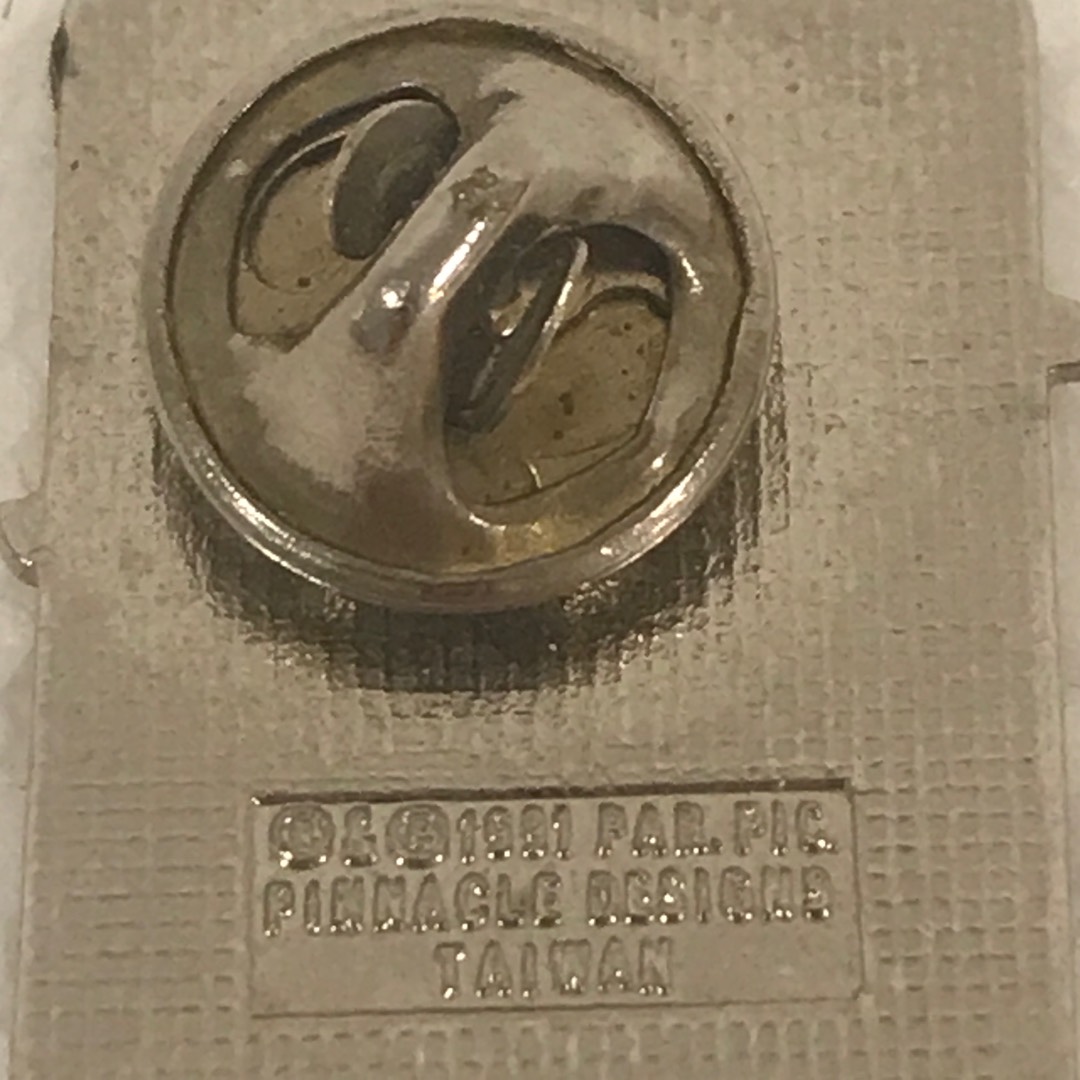 ®&©1991 PAR. PIC.
PINNACLE DESIGNS
TAIWAN